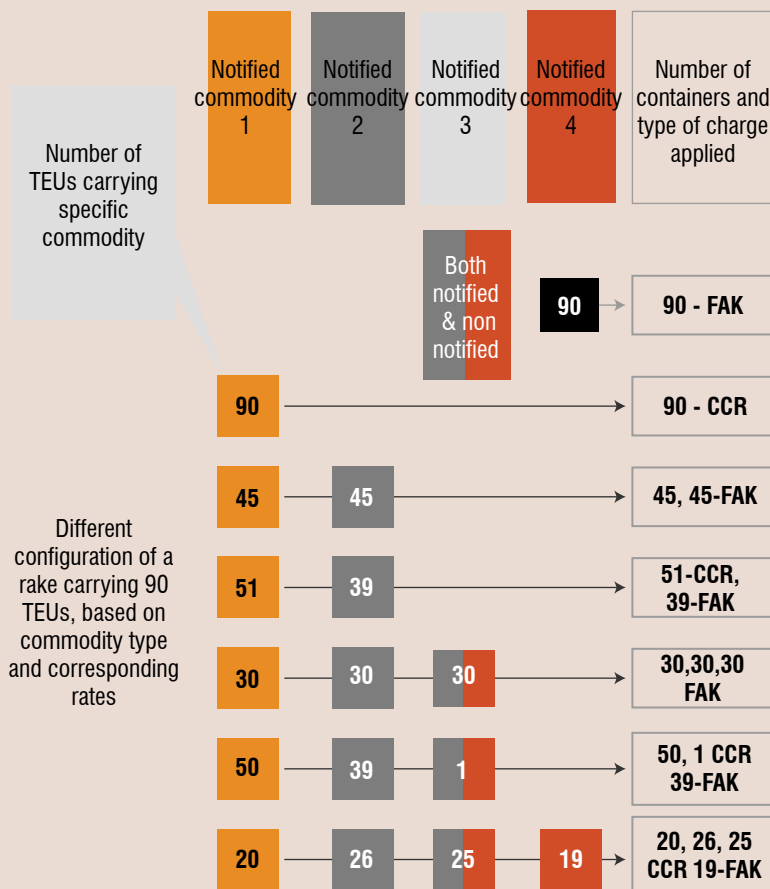 Notified
commodity
1
Notified
commodity
2
Notified
commodity
3
Notified
commodity
4
Number of
containers and
type of charge
applied
Number of
TEUs carrying
specific
commodity
Both
notified
& non
notified
90
90 - FAK
90
90 - CCR
45
45
45, 45-FAK
Different
configuration of a
rake carrying 90
TEUs, based on
commodity type
and corresponding
rates
51
39
51-CCR,
39-FAK
30
30
30
30,30,30
FAK
50
39
1
50, 1 CCR
39-FAK
20
26
25
19
20, 26, 25
CCR 19-FAK